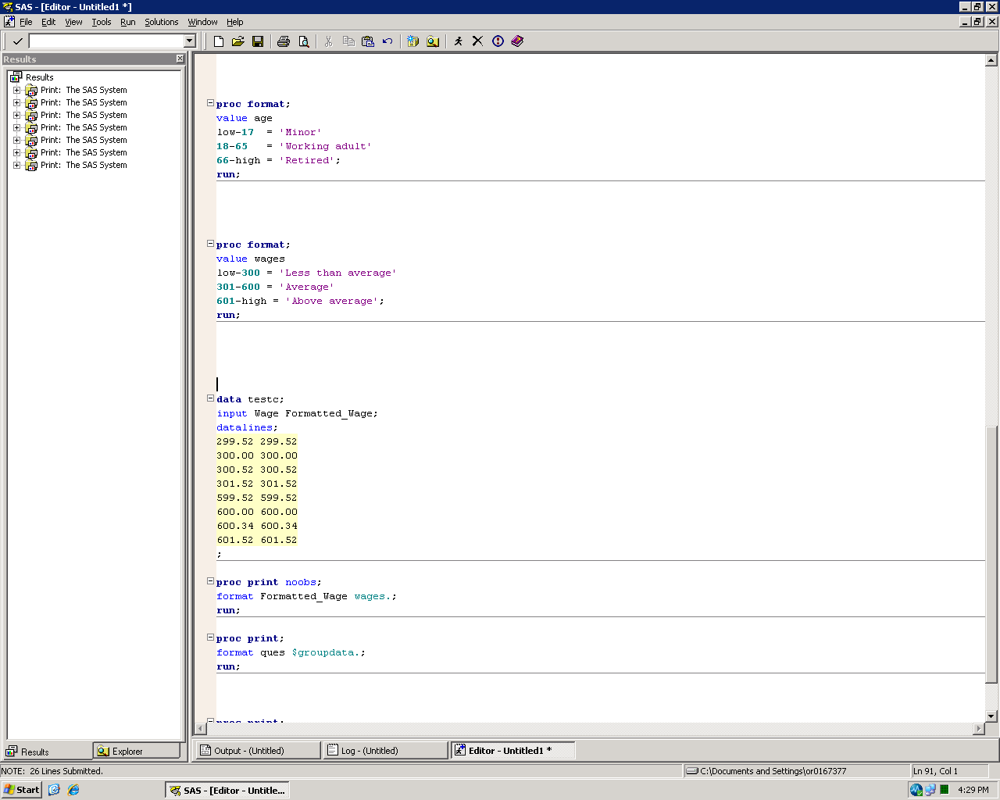 SAS - [Editor - Untitled1 *]
File Edit View Tools Run Solutions Window Help
Results
Results
Print: The SAS System
Print: The SAS System
Print: The SAS System
Print: The SAS System
Print: The SAS System
Print: The SAS System
Print: The SAS System
proc format;
value age
low-17 = 'Minor'
18-65 = 'Working adult'
66-high = 'Retired';
run;
proc format;
value wages
low-300 = 'Less than average'
301-600 = 'Average'
601-high = 'Above average';
run;
data testc;
input Wage Formatted_Wage;
datalines;
299.52 299.52
300.00 300.00
300.52 300.52
301.52 301.52
599.52 599.52
600.00 600.00
600.34 600.34
601.52 601.52
;
proc print noobs;
format Formatted_Wage wages.;
run;
proc print;
format ques $groupdata.;
run;
proc print;
Results Explorer
Output - (Untitled) Log - (Untitled) Editor - Untitled1 *
NOTE: 26 Lines Submitted. C:\Documents and Settings\or0167377 Ln 91, Col 1
Start SAS - [Editor - Untitle... 4:29 PM